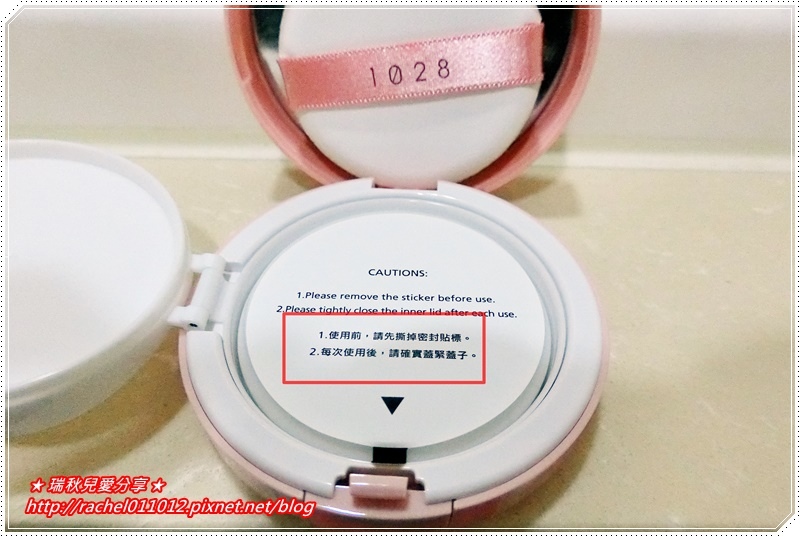 1028
CAUTIONS:
1.Please remove the sticker before use.
2.Please tightly close the inner lid after each use.
1.使用前，請先撕掉密封貼標。
2.每次使用後，請確實蓋緊蓋子。
★瑞秋兒愛分享★
http://rachel011012.pixnet.net/blog